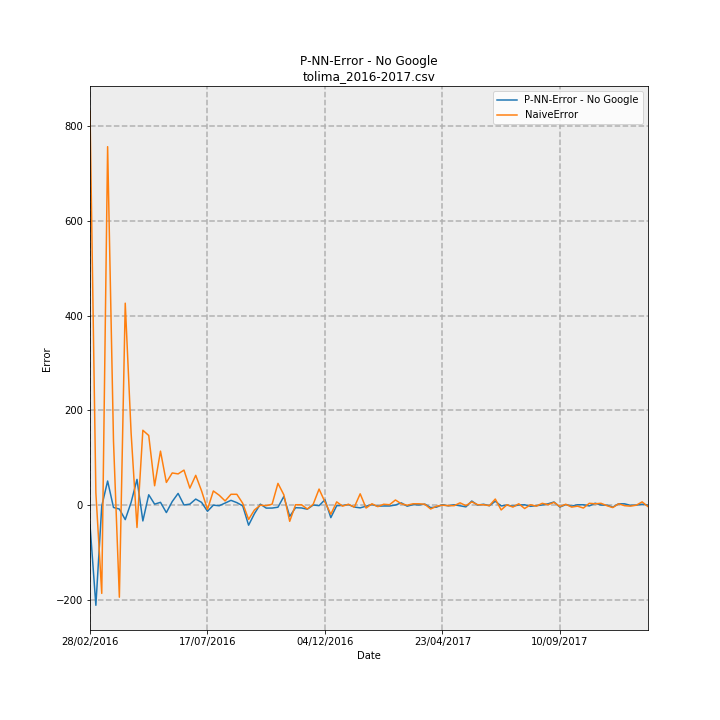 P-NN-Error - No Google
tolima_2016-2017.csv
P-NN-Error - No Google
NaiveError
800
600
400
200
0
−200
Error
28/02/2016
17/07/2016
04/12/2016
23/04/2017
10/09/2017
Date